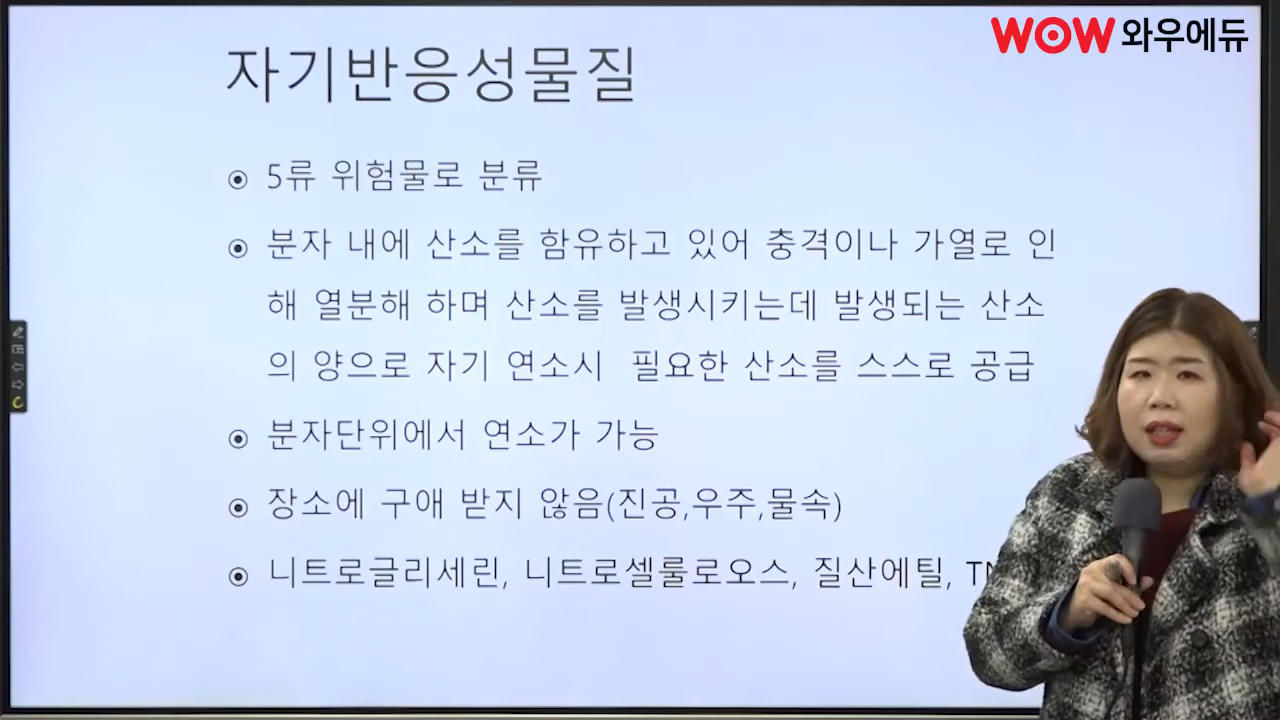 WOW 와우에듀
자기반응성물질
5류 위험물로 분류
분자 내에 산소를 함유하고 있어 충격이나 가열로 인
해 열분해 하며 산소를 발생시키는데 발생되는 산소
의 양으로 자기 연소시 필요한 산소를 스스로 공급
분자단위에서 연소가 가능
장소에 구애 받지 않음(진공,우주,물속)
니트로글리세린, 니트로셀룰로오스, 질산에틸,